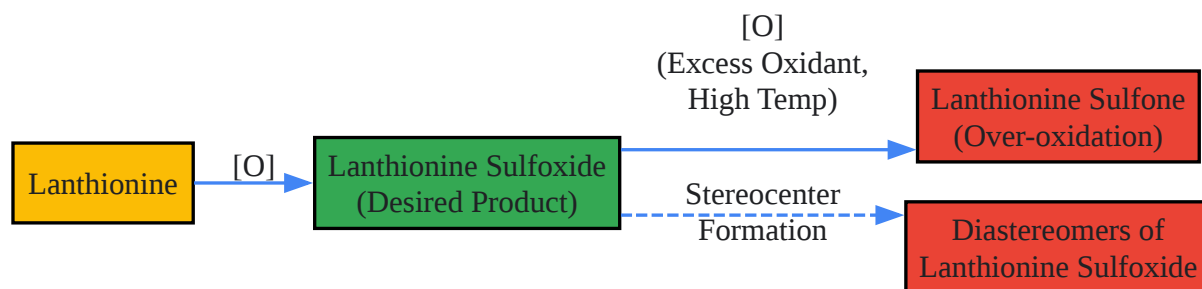 Lanthionine
[O]
Lanthionine Sulfoxide
(Desired Product)
[O]
(Excess Oxidant,
High Temp)
Lanthionine Sulfone
(Over-oxidation)
Stereocenter
Formation
Diastereomers of
Lanthionine Sulfoxide